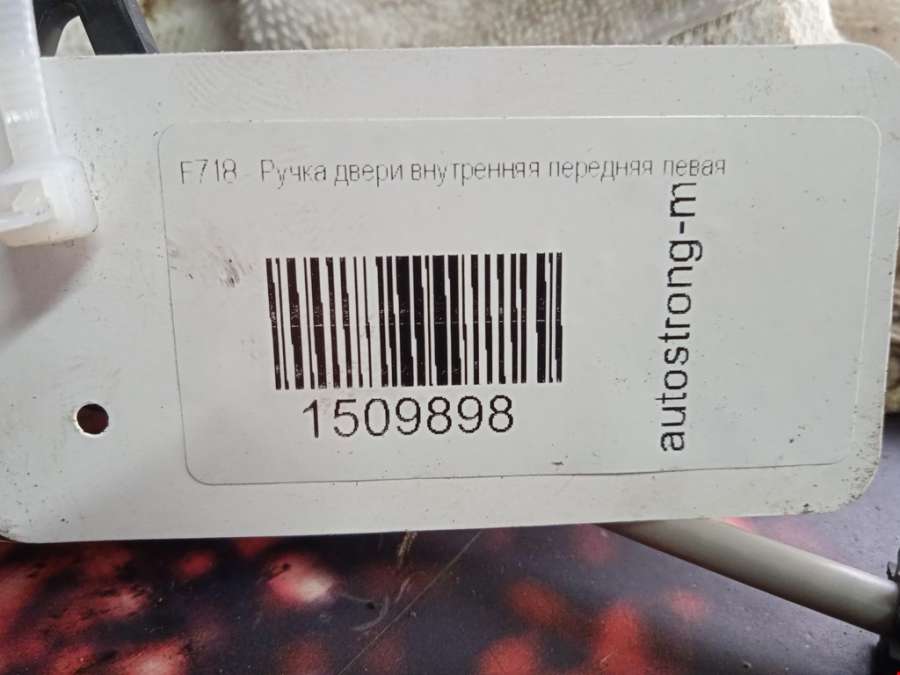 F718 - Ручка двери внутренняя передняя левая
1509898
autostrong-m